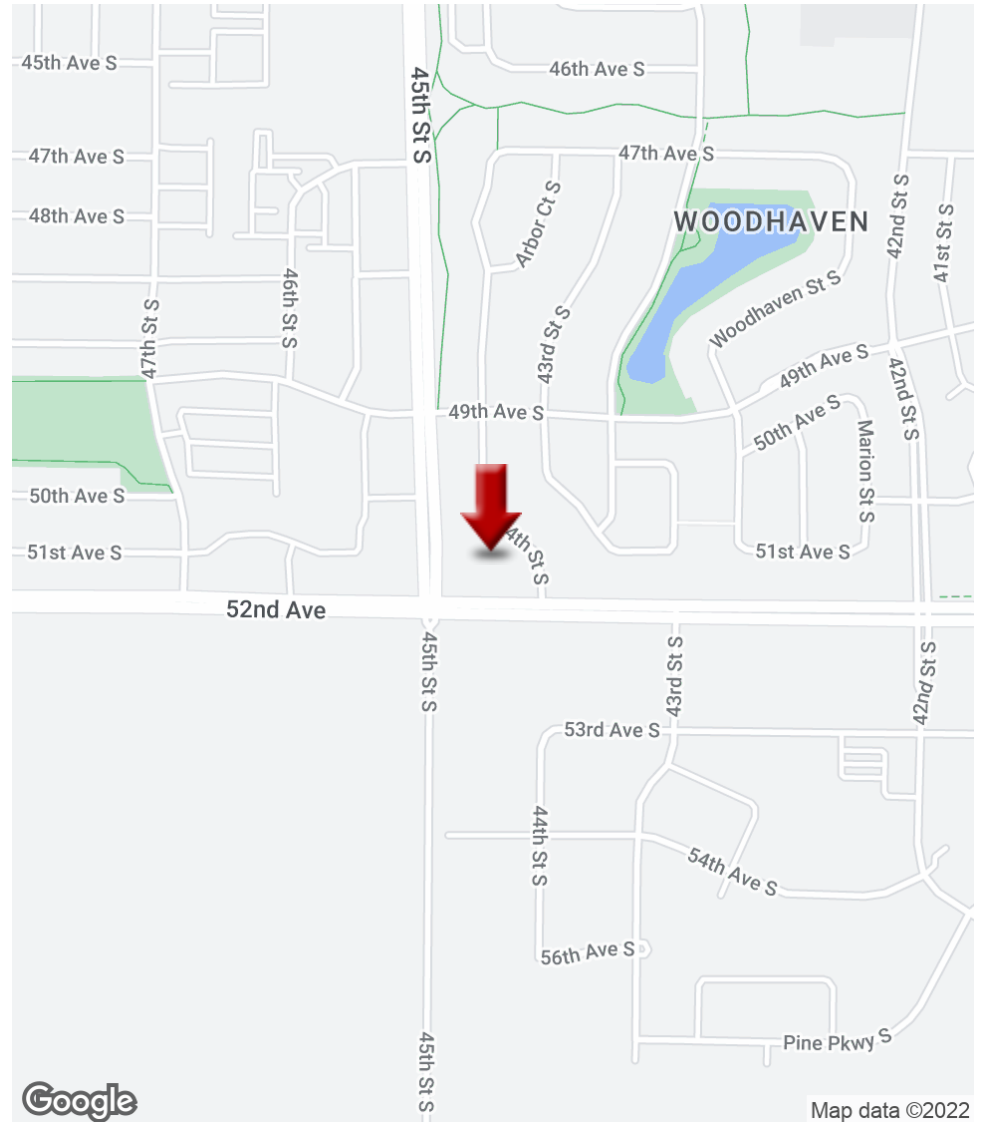 45th Ave S
46th Ave S
45th St S
47th Ave S
47th Ave S
48th Ave S
Arbor Ct S
WOODHAVEN
42nd St S
41st St S
46th St S
47th St S
43rd St S
Woodhaven St S
49th Ave S
42nd St S
49th Ave S
50th Ave S
Marion St S
50th Ave S
4th St S
51st Ave S
51st Ave S
52nd Ave
45th St S
43rd St S
42nd St S
53rd Ave S
44th St S
54th Ave S
56th Ave S
45th St S
Pine Pkwy S
Google
Map data ©2022